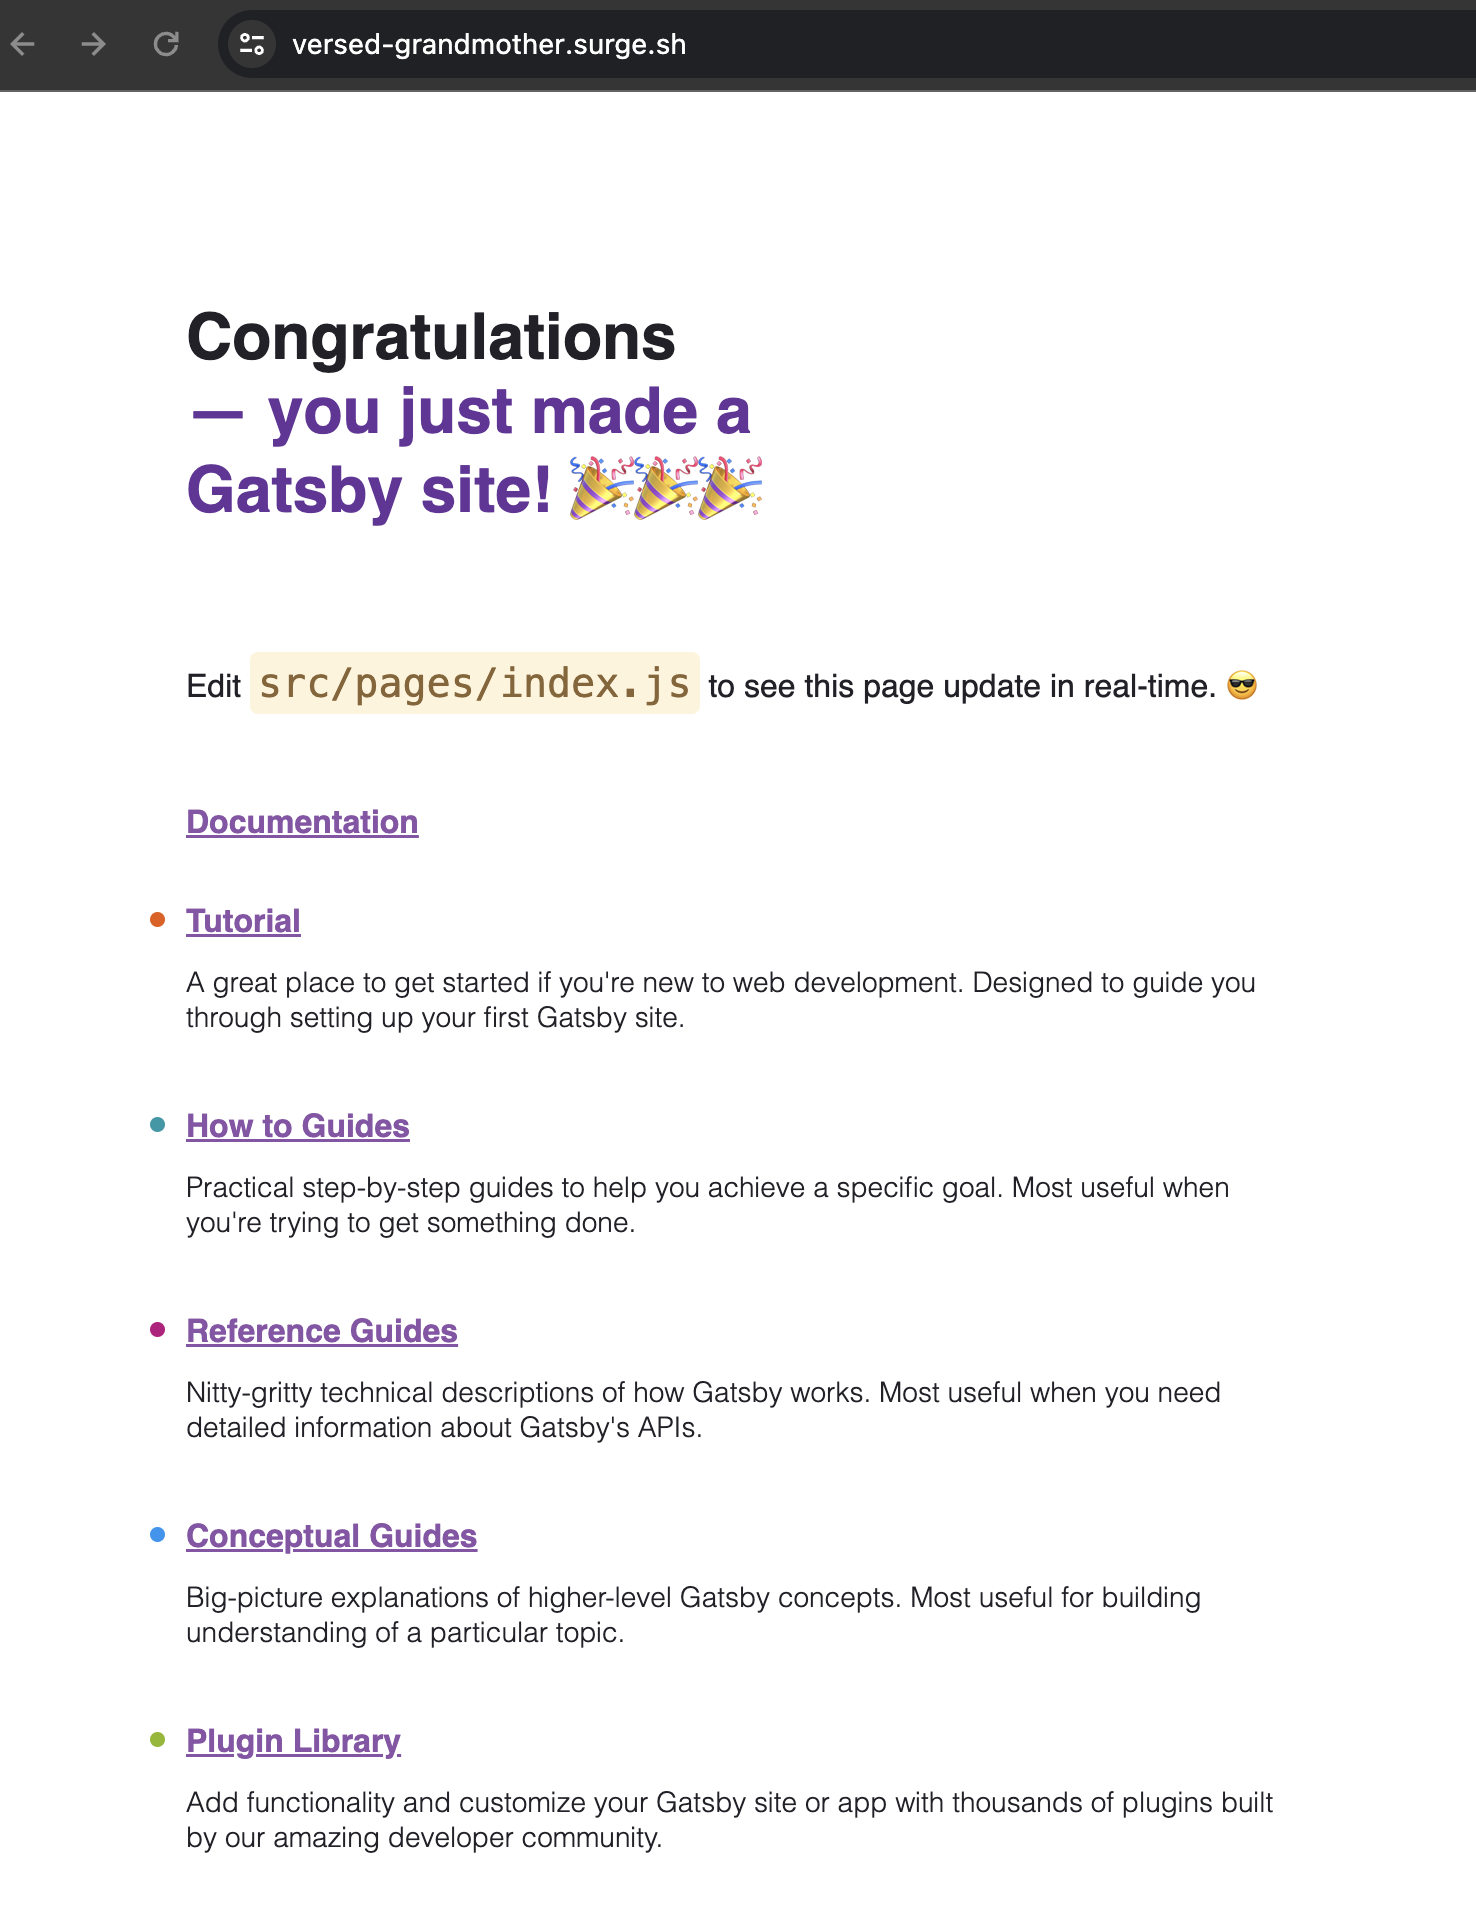 versed-grandmother.surge.sh
Congratulations
— you just made a
Gatsby site! 🎉🎉🎉
Edit src/pages/index.js to see this page update in real-time. 😎
Documentation
Tutorial
A great place to get started if you're new to web development. Designed to guide you
through setting up your first Gatsby site.
How to Guides
Practical step-by-step guides to help you achieve a specific goal. Most useful when
you're trying to get something done.
Reference Guides
Nitty-gritty technical descriptions of how Gatsby works. Most useful when you need
detailed information about Gatsby's APIs.
Conceptual Guides
Big-picture explanations of higher-level Gatsby concepts. Most useful for building
understanding of a particular topic.
Plugin Library
Add functionality and customize your Gatsby site or app with thousands of plugins built
by our amazing developer community.